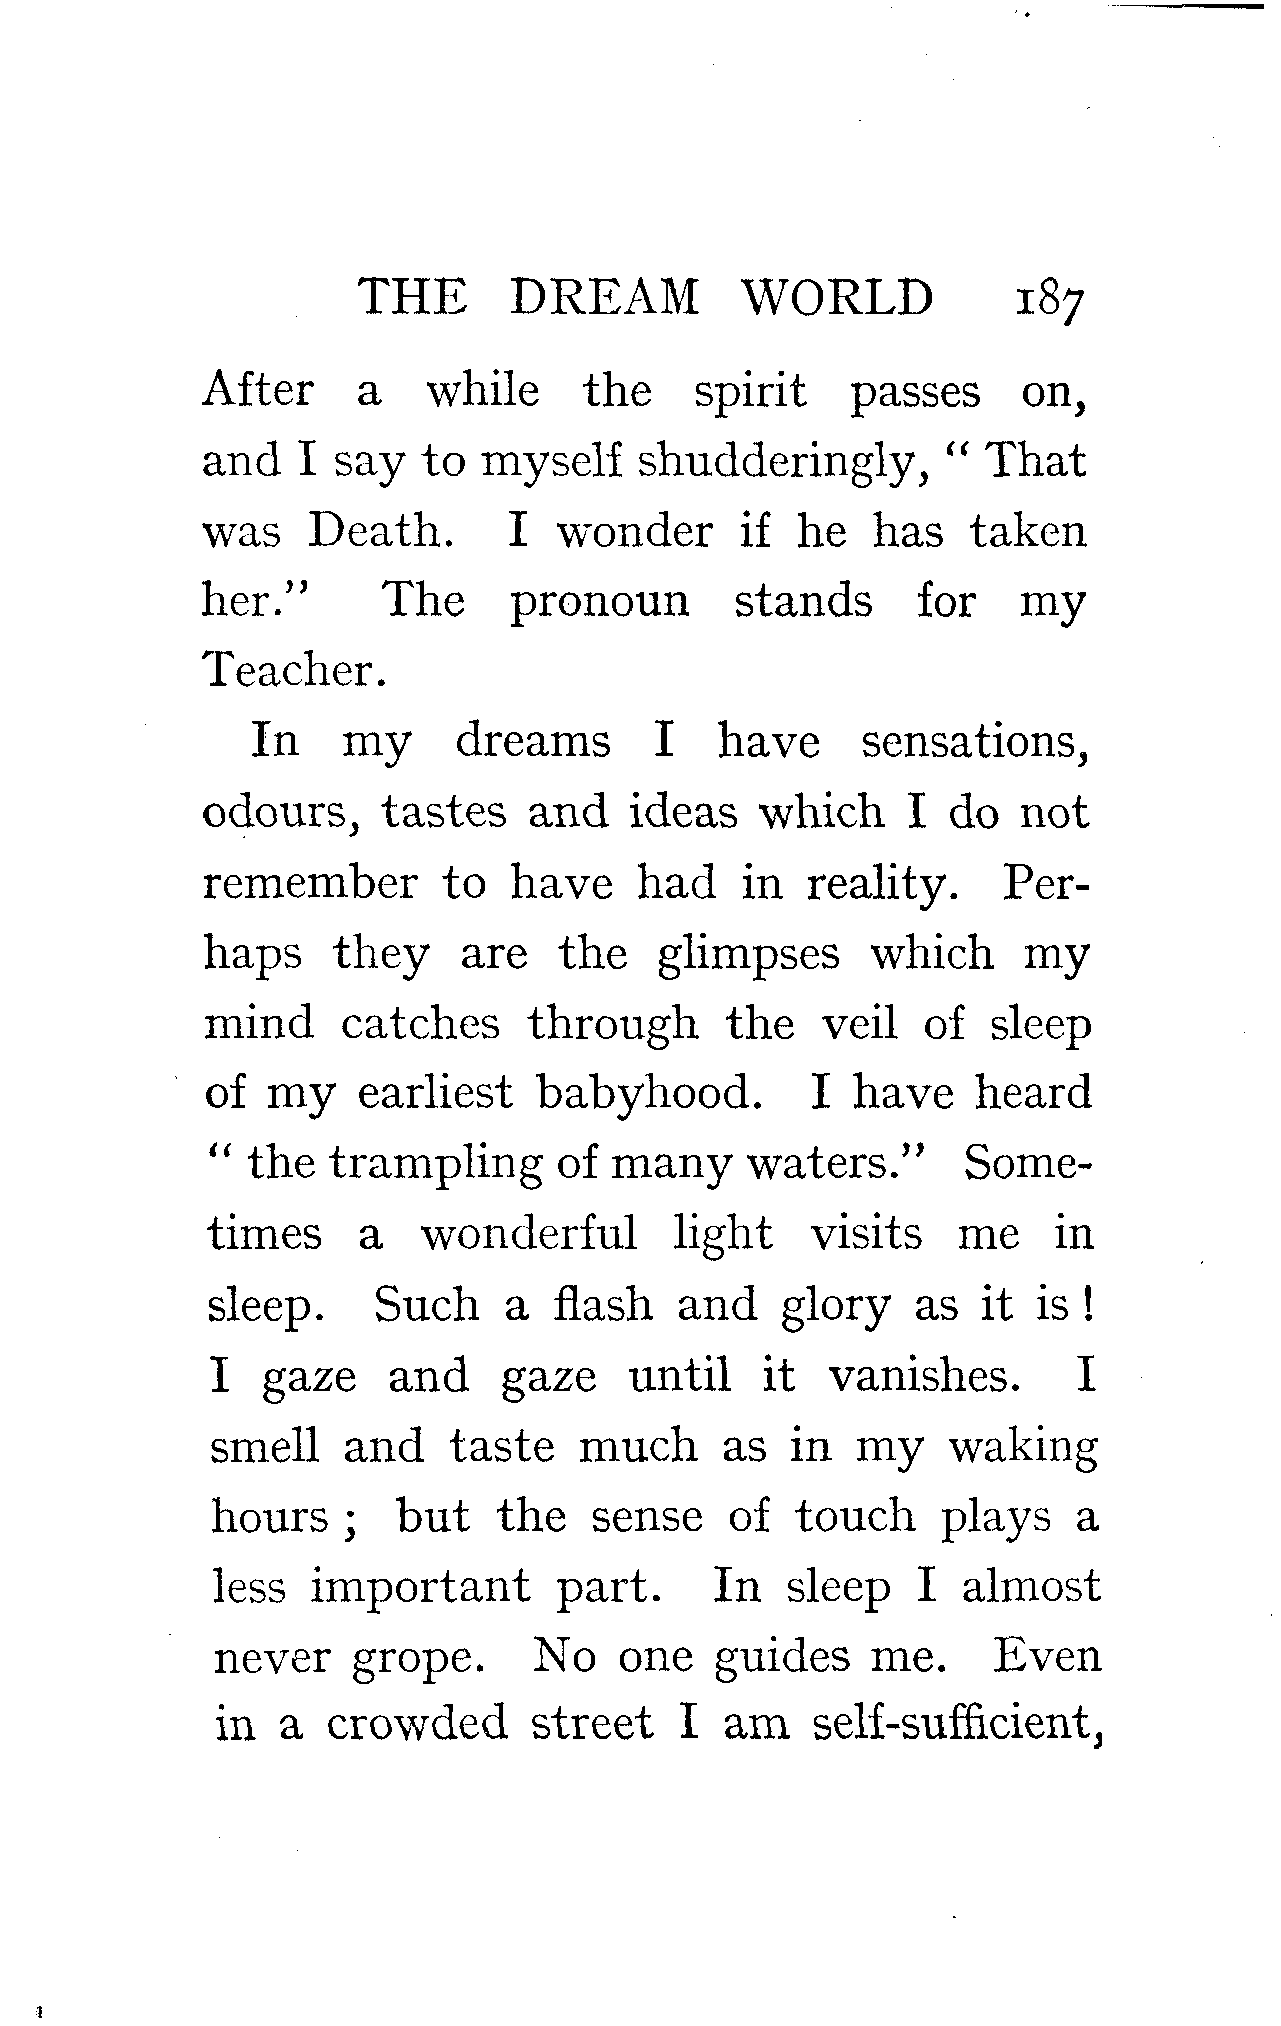 THE DREAM WORLD 187
After a while the spirit passes on,
and I say to myself shudderingly, “ That
was Death. I wonder if he has taken
her.” The pronoun stands for my
Teacher.
In my dreams I have sensations,
odours, tastes and ideas which I do not
remember to have had in reality. Per-
haps they are the glimpses which my
mind catches through the veil of sleep
of my earliest babyhood. I have heard
“ the trampling of many waters.” Some-
times a wonderful light visits me in
sleep. Such a flash and glory as it is !
I gaze and gaze until it vanishes. I
smell and taste much as in my waking
hours ; but the sense of touch plays a
less important part. In sleep I almost
never grope. No one guides me. Even
in a crowded street I am self-sufficient,